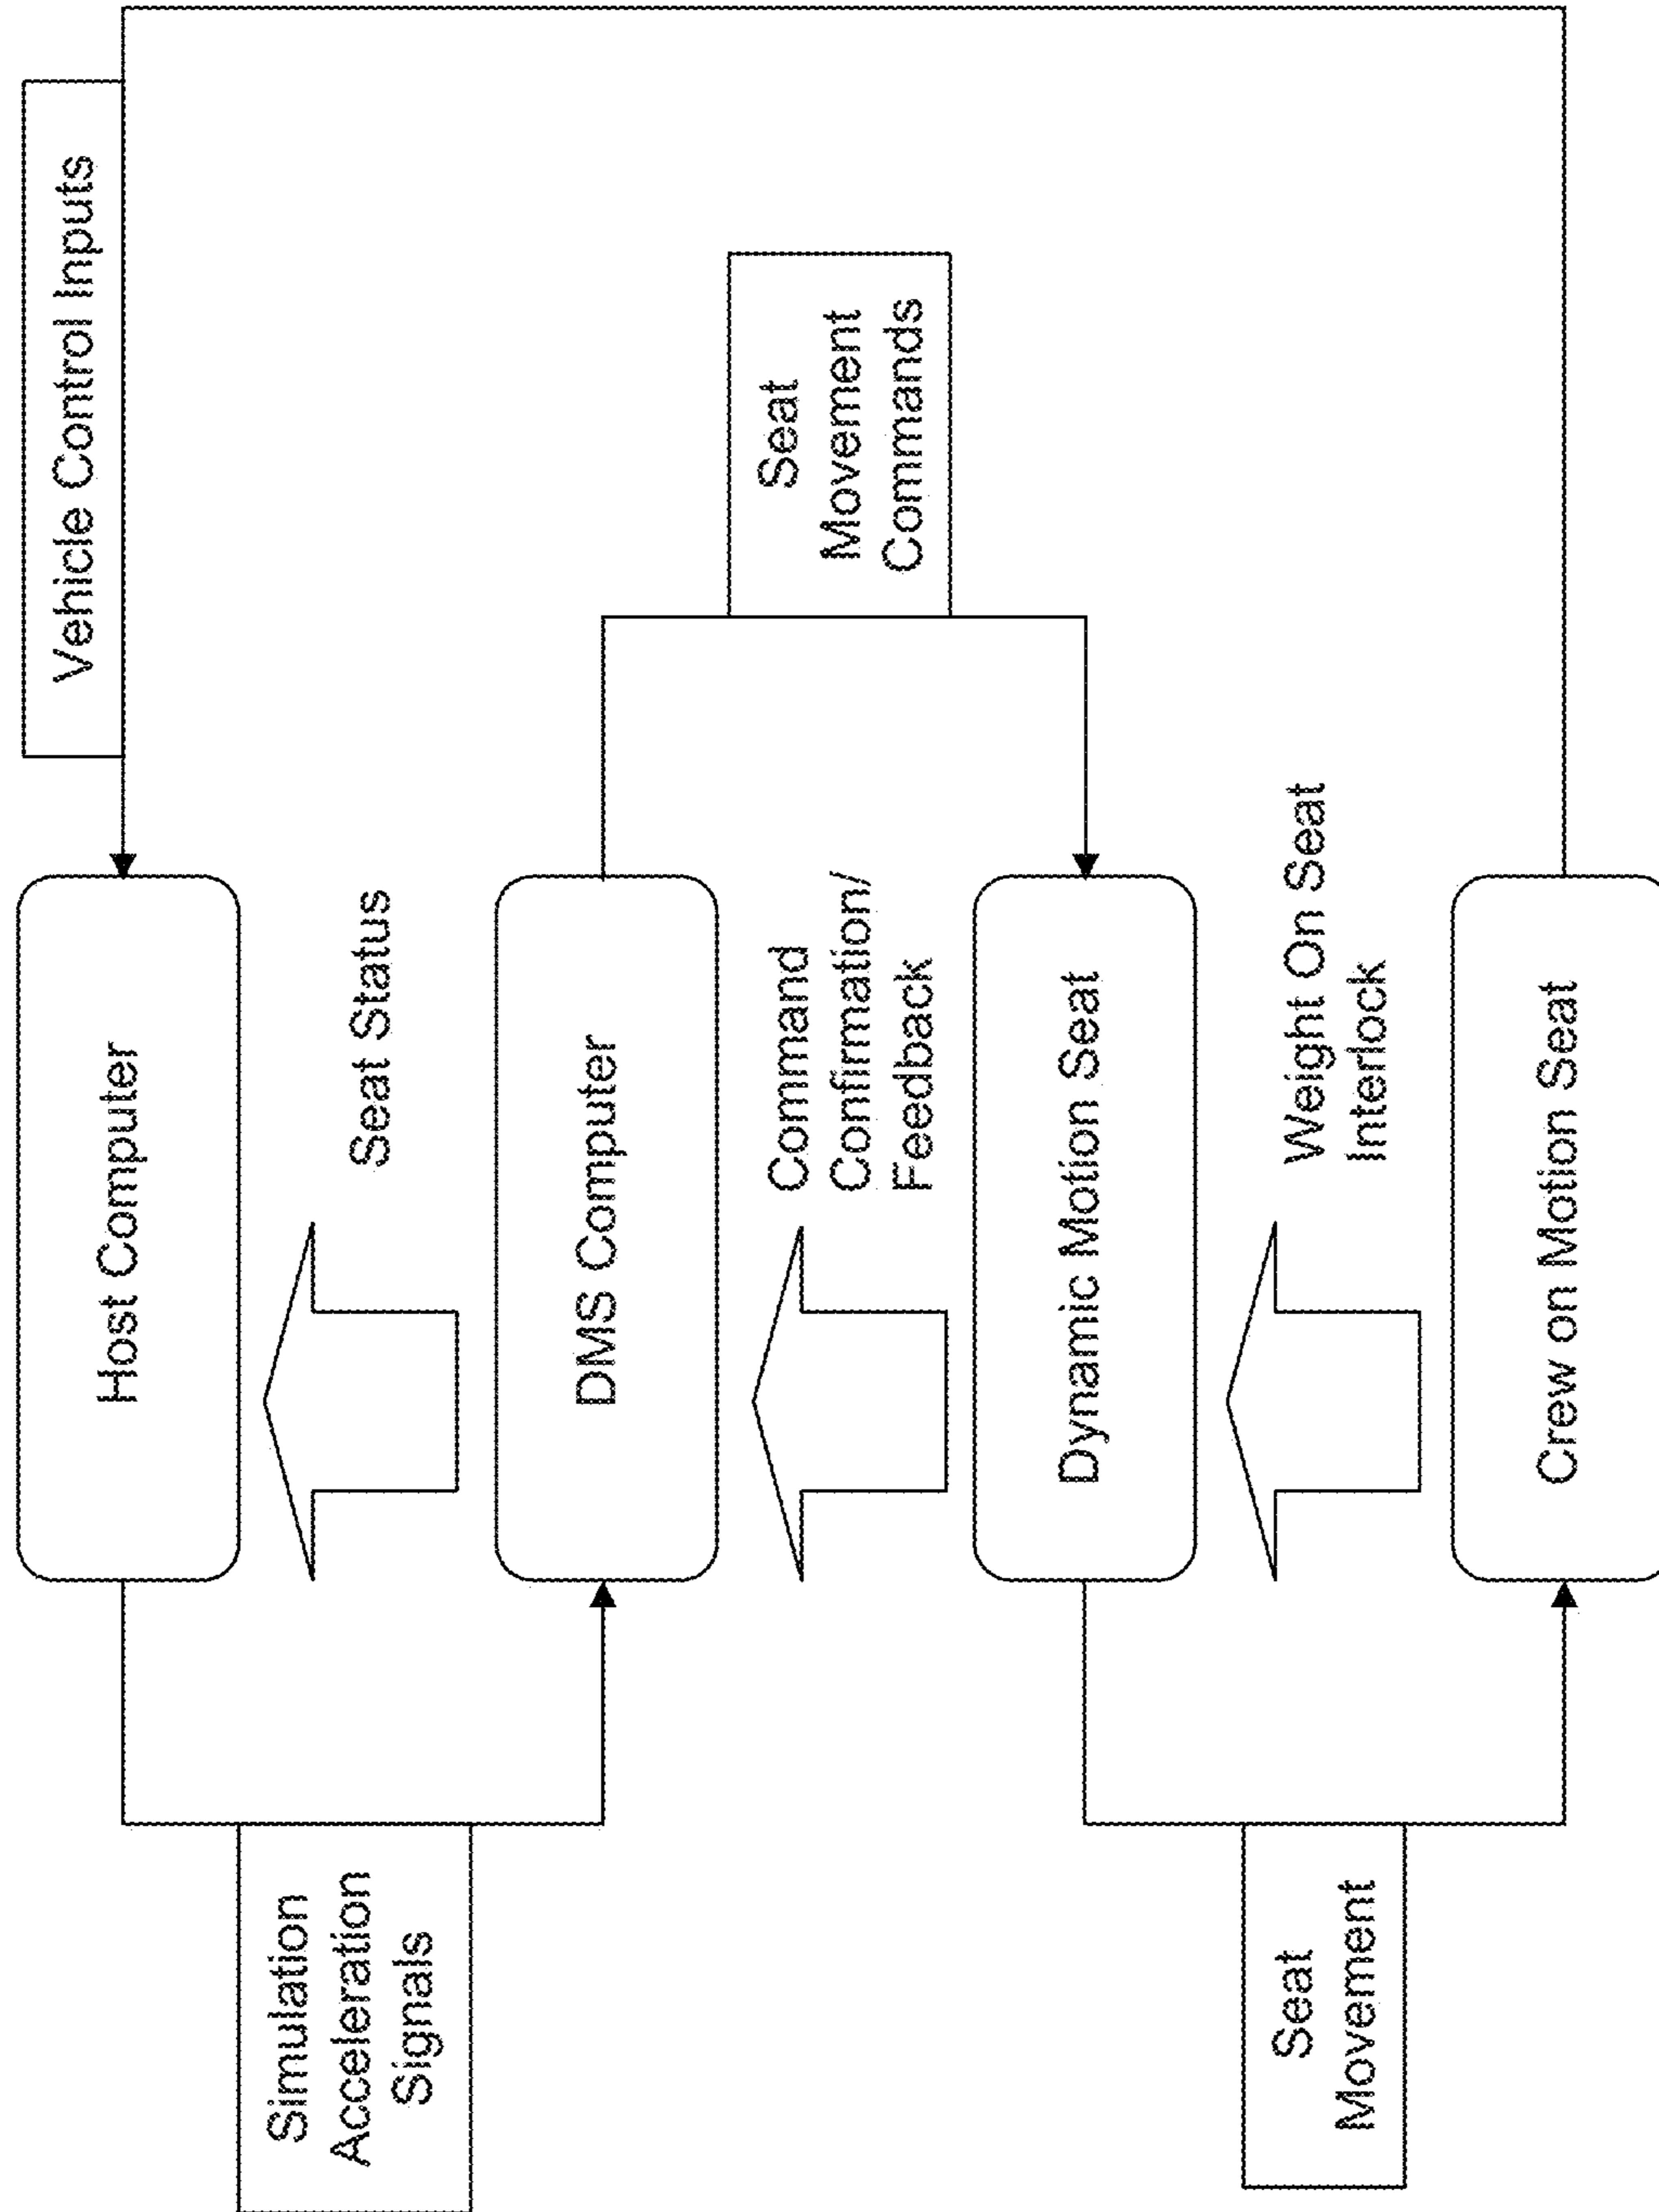 Vehicle Control Inputs
Host Computer
Seat Status
Simulation
Acceleration
Signals
DMS Computer
Seat
Movement
Commands
Command
Confirmation/
Feedback
Dynamic Motion Seat
Weight On Seat
Interlock
Seat
Movement
Crew on Motion Seat